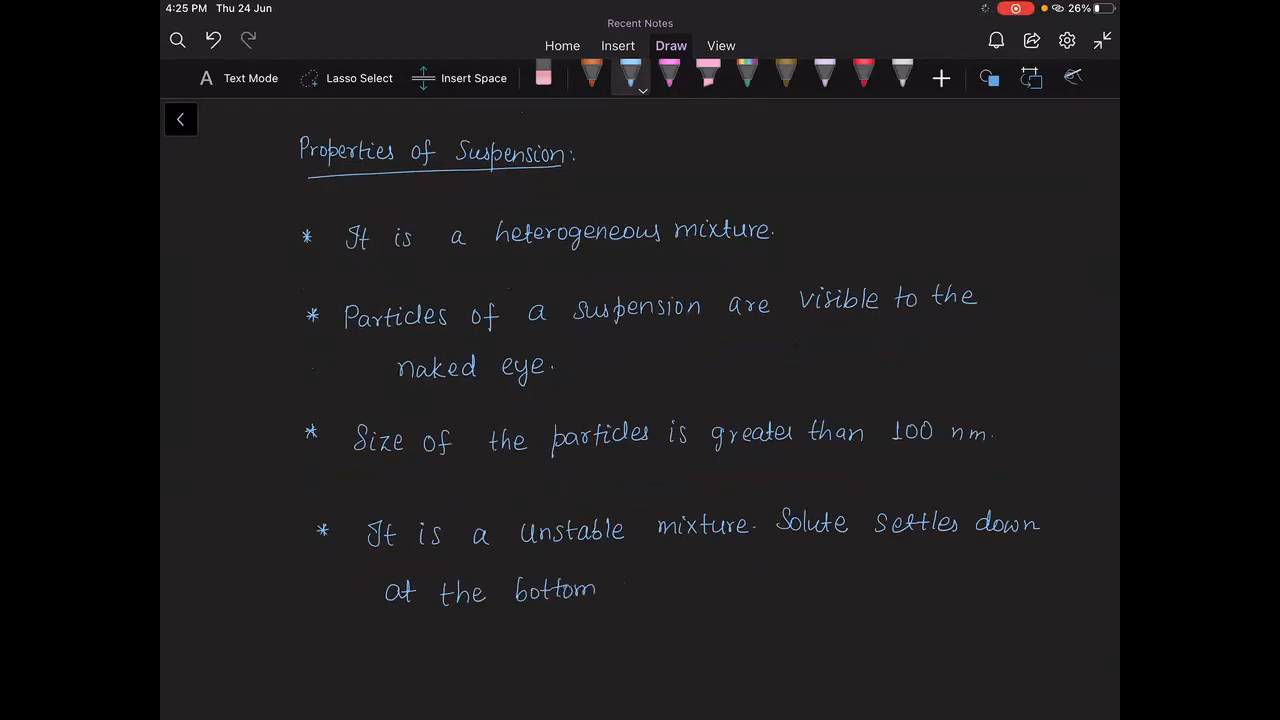 4:25 PM Thu 24 Jun
26%
Recent Notes
Home Insert Draw View
Text Mode Lasso Select Insert Space
Properties of Suspension:
* It is a heterogeneous mixture.
* Particles of a suspension are visible to the
naked eye.
* Size of the particles is greater than 100 nm.
* It is a unstable mixture. Solute settles down
at the bottom